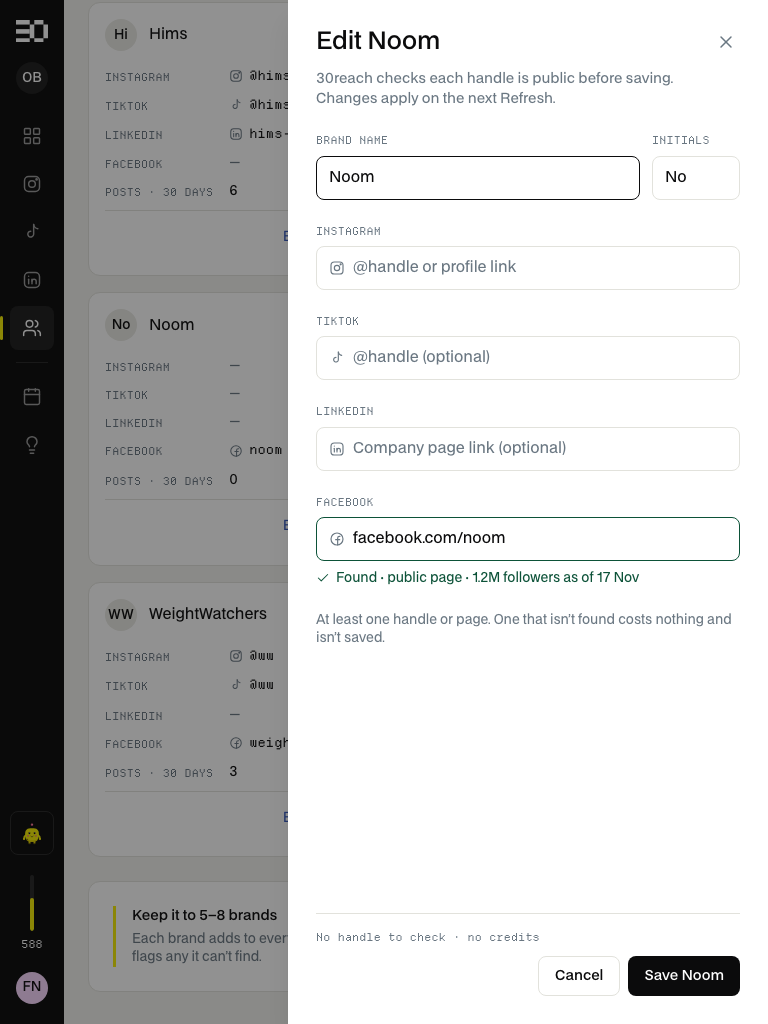 30
OB
588
FN
Hi Hims
INSTAGRAM @hims
TIKTOK @hims
LINKEDIN hims-
FACEBOOK —
POSTS · 30 DAYS 6
No Noom
INSTAGRAM —
TIKTOK —
LINKEDIN —
FACEBOOK noom
POSTS · 30 DAYS 0
WW WeightWatchers
INSTAGRAM @ww
TIKTOK @ww
LINKEDIN —
FACEBOOK weigh
POSTS · 30 DAYS 3
Keep it to 5–8 brands
Each brand adds to ever
flags any it can't find.
Edit Noom
30reach checks each handle is public before saving.
Changes apply on the next Refresh.
BRAND NAME INITIALS
Noom No
INSTAGRAM
@handle or profile link
TIKTOK
@handle (optional)
LINKEDIN
Company page link (optional)
FACEBOOK
facebook.com/noom
Found · public page · 1.2M followers as of 17 Nov
At least one handle or page. One that isn't found costs nothing and
isn't saved.
No handle to check · no credits
Cancel Save Noom